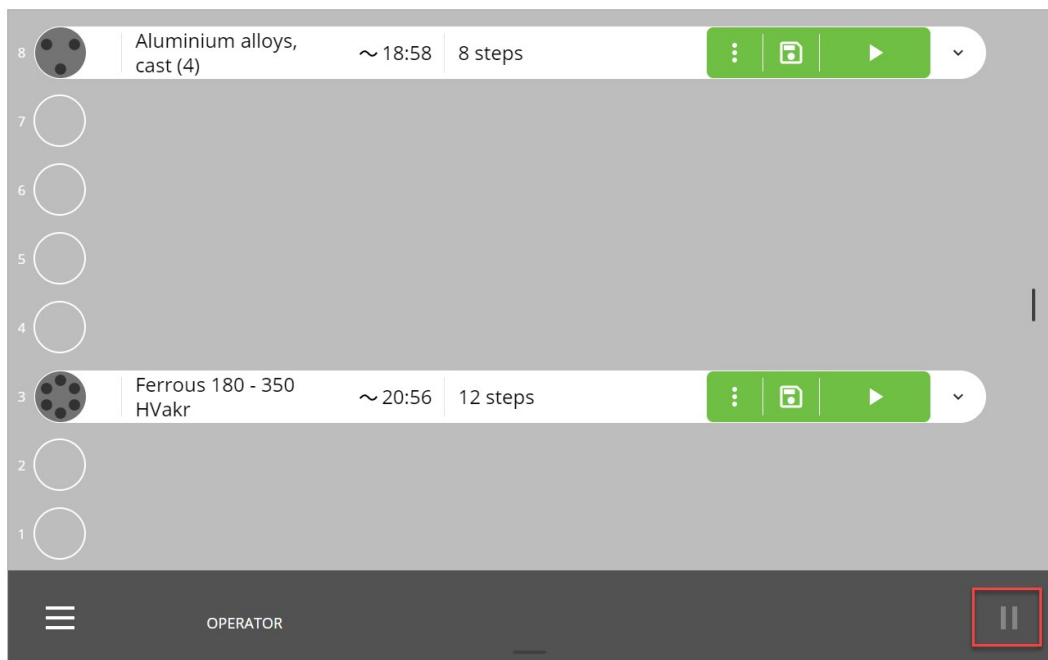 8 Aluminium alloys, cast (4) ~ 18:58 8 steps
7
6
5
4
3 Ferrous 180 - 350 HVakr ~ 20:56 12 steps
2
1
OPERATOR